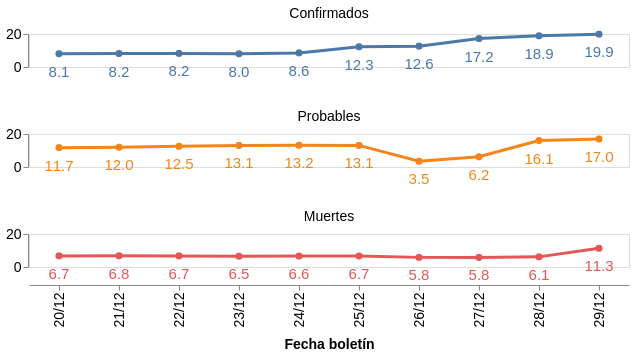 Confirmados
20
0
8.1 8.2 8.2 8.0 8.6 12.3 12.6 17.2 18.9 19.9
Probables
20
0
11.7 12.0 12.5 13.1 13.2 13.1 3.5 6.2 16.1 17.0
Muertes
20
0
6.7 6.8 6.7 6.5 6.6 6.7 5.8 5.8 6.1 11.3
20/12 21/12 22/12 23/12 24/12 25/12 26/12 27/12 28/12 29/12
Fecha boletín